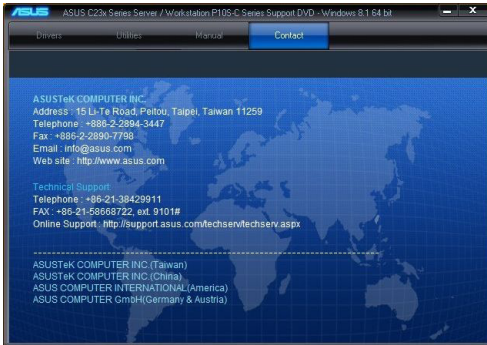 ASUS ASUS C23x Series Server / Workstation P10S-C Series Support DVD - Windows 8.1 64 bit
Drivers Utilities Manual Contact
ASUSTeK COMPUTER INC.
Address : 15 Li-Te Road, Peitou, Taipei, Taiwan 11259
Telephone : +886-2-2894-3447
Fax : +886-2-2890-7798
Email : info@asus.com
Web site : http://www.asus.com
Technical Support
Telephone : +86-21-38429911
FAX : +86-21-58668722, ext. 9101#
Online Support : http://support.asus.com/techserv/techserv.aspx
ASUSTeK COMPUTER INC.(Taiwan)
ASUSTeK COMPUTER INC.(China)
ASUS COMPUTER INTERNATIONAL(America)
ASUS COMPUTER GmbH(Germany & Austria)